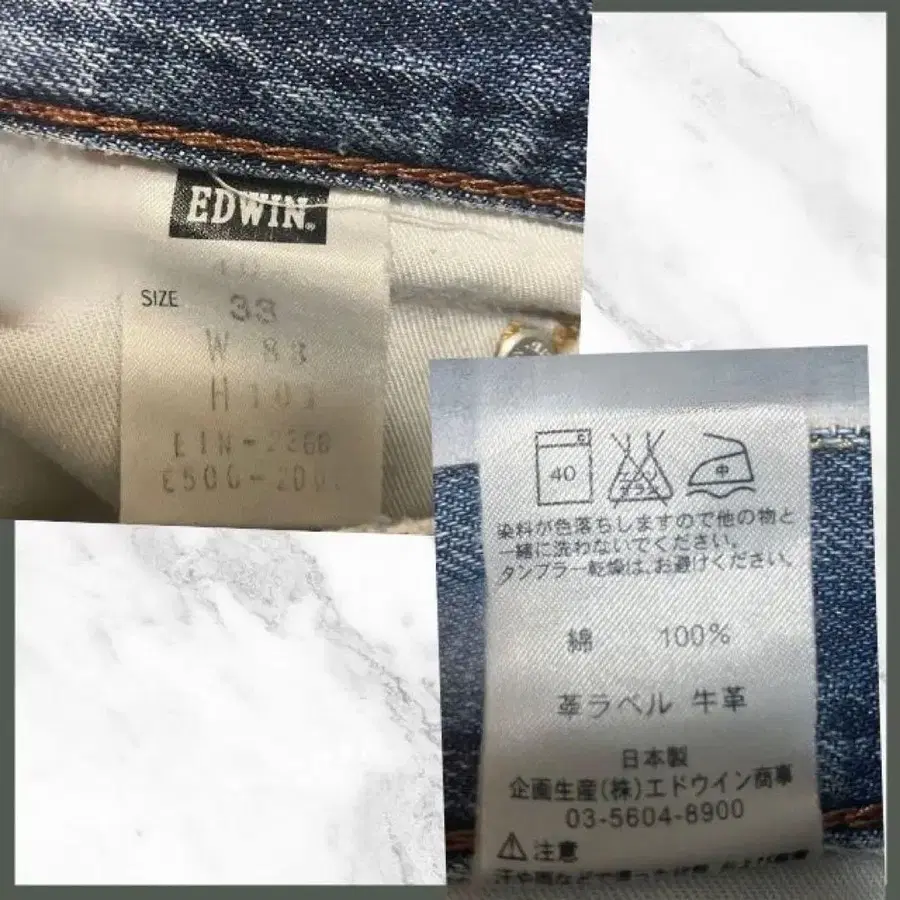 EDWIN®
SIZE 33
W 83
H 103
40
中
染料が色落ちしますので他の物と
一緒に洗わないでください。
タンブラー乾燥は、お避けください。
綿 100%
革ラベル 牛革
日本製
企画生産(株)エドウイン商事
03-5604-8900
注意